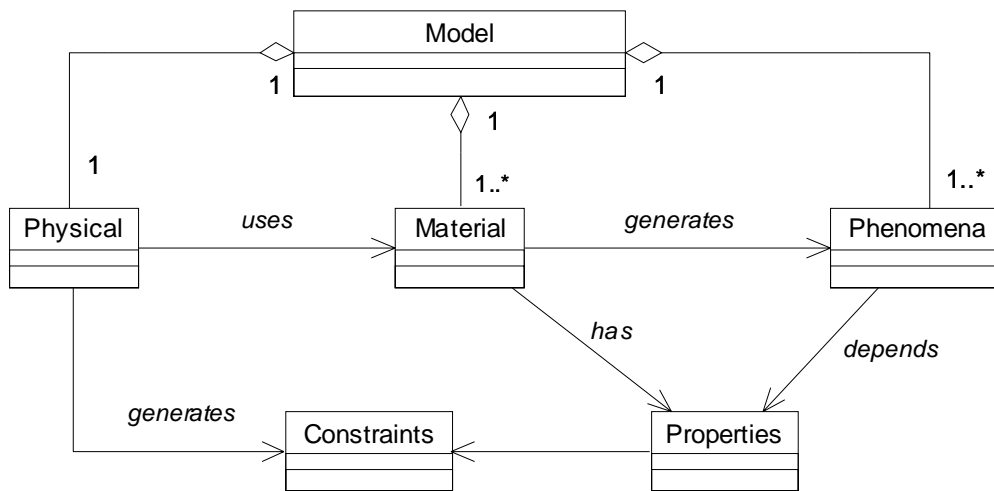 Model
1
1
1
1
1..*
1..*
Physical
uses
Material
generates
Phenomena
has
depends
generates
Constraints
Properties